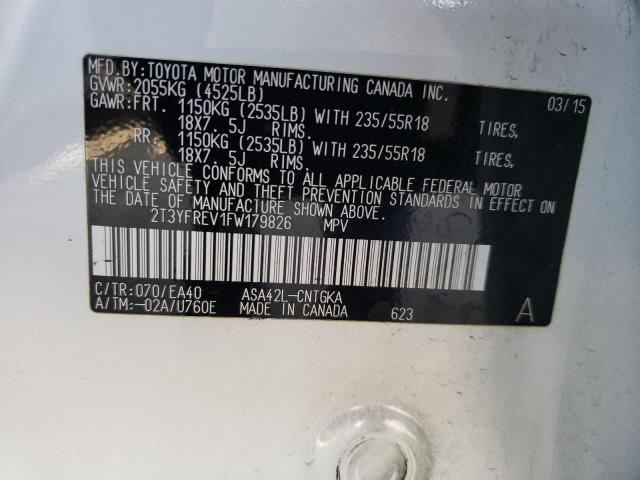 MFD.BY:TOYOTA MOTOR MANUFACTURING CANADA INC.
GVWR:2055KG (4525LB) 03/15
GAWR:FRT. 1150KG (2535LB) WITH 235/55R18 TIRES,
18X7. 5J RIMS.
RR. 1150KG (2535LB) WITH 235/55R18 TIRES,
18X7. 5J RIMS.
THIS VEHICLE CONFORMS TO ALL APPLICABLE FEDERAL MOTOR
VEHICLE SAFETY AND THEFT PREVENTION STANDARDS IN EFFECT ON
THE DATE OF MANUFACTURE SHOWN ABOVE.
2T3YFREV1FW179826 MPV
C/TR:070/EA40 ASA42L-CNTGKA
A/TM:-02A/U760E MADE IN CANADA 623 A